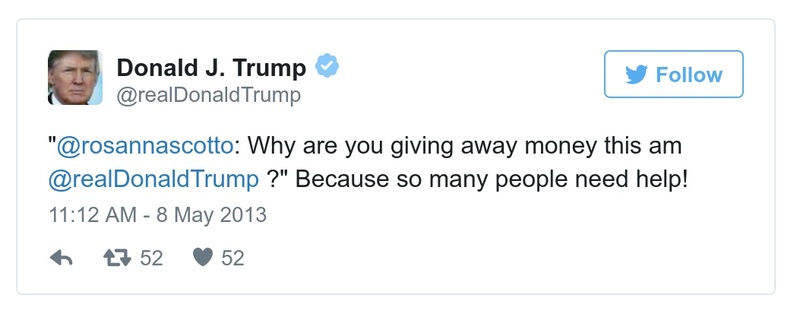 Donald J. Trump
@realDonaldTrump
Follow
"@rosannascotto: Why are you giving away money this am
@realDonaldTrump ?" Because so many people need help!
11:12 AM - 8 May 2013
52 52